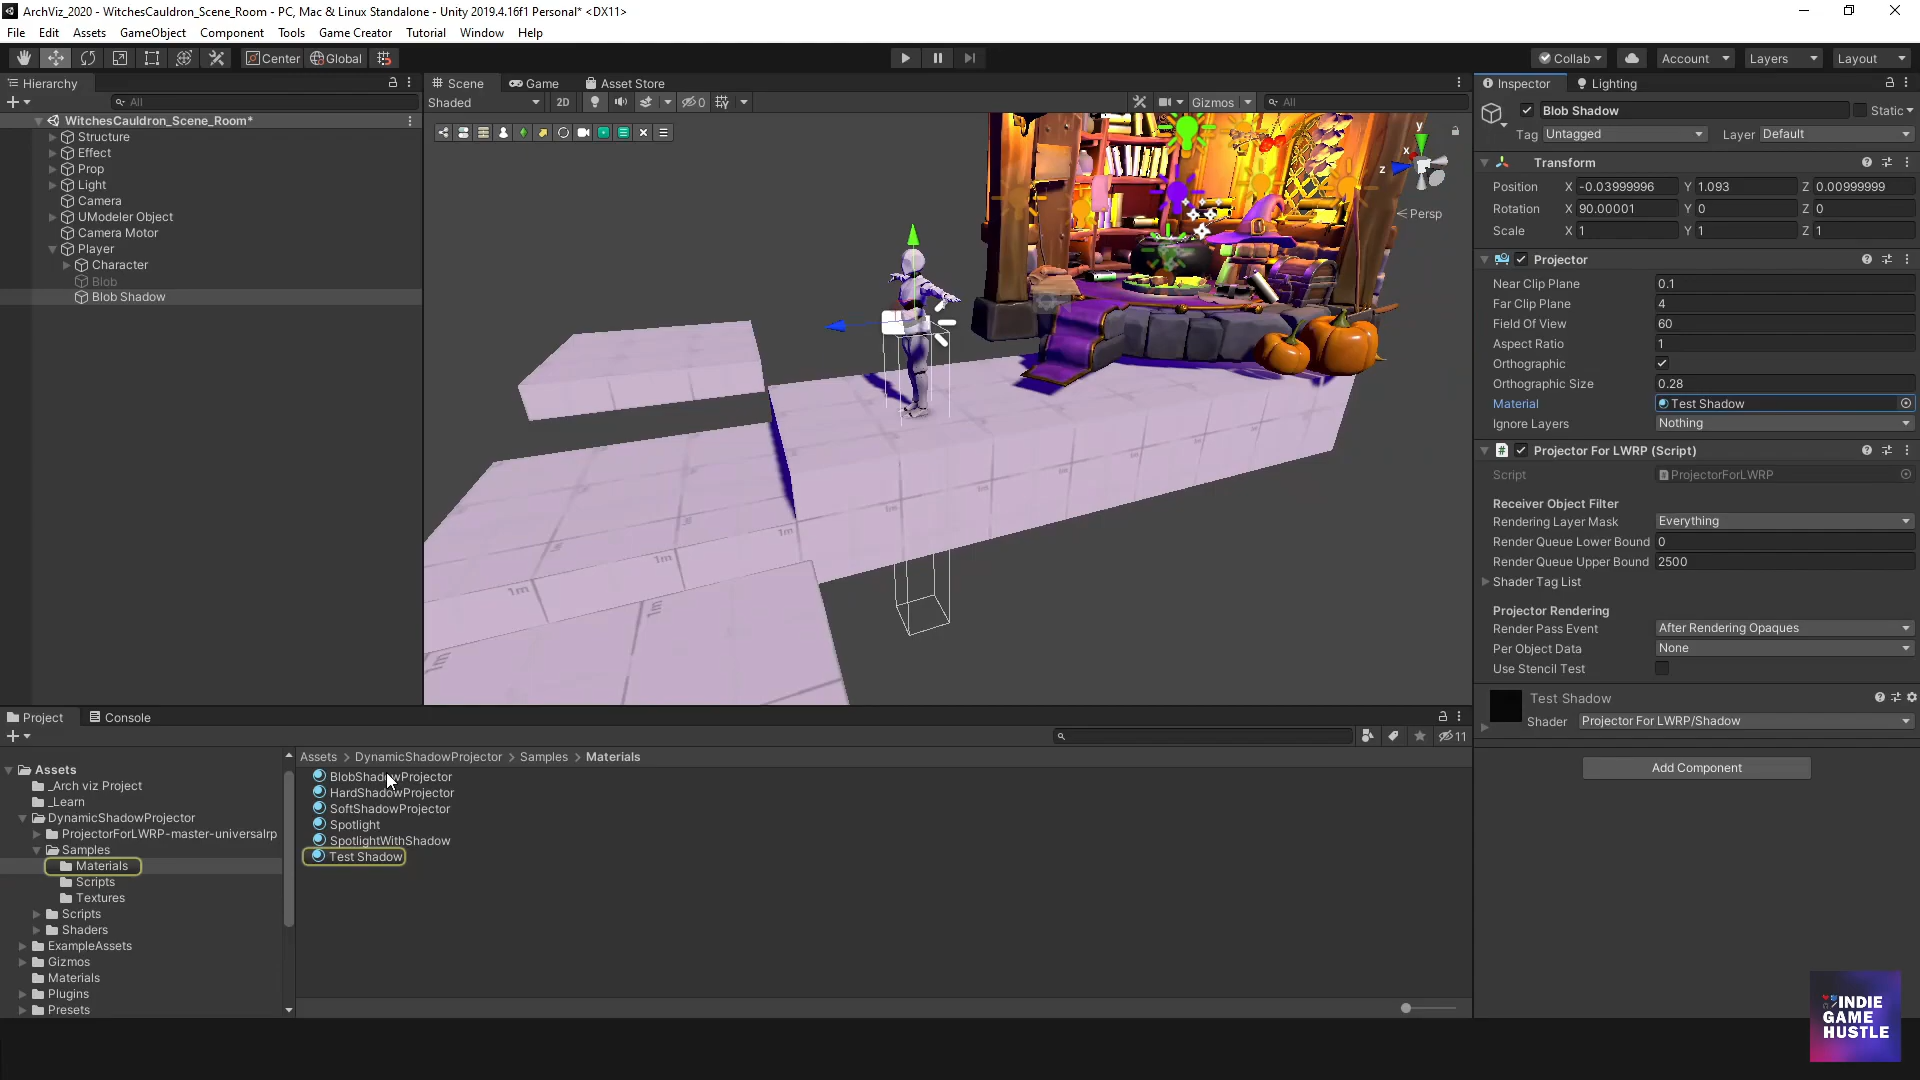 ArchViz_2020 - WitchesCauldron_Scene_Room - PC, Mac & Linux Standalone - Unity 2019.4.16f1 Personal* <DX11>
File Edit Assets GameObject Component Tools Game Creator Tutorial Window Help
Center Global Collab Account Layers Layout
Hierarchy
All
WitchesCauldron_Scene_Room*
Structure
Effect
Prop
Light
Camera
UModeler Object
Camera Motor
Player
Character
Blob
Blob Shadow
Scene Game Asset Store
Shaded 2D 0 Gizmos All
y
x
z
Persp
1m
1m
1m
1m
1m
Inspector Lighting
Blob Shadow Static
Tag Untagged Layer Default
Transform
Position X -0.03999996 Y 1.093 Z 0.00999999
Rotation X 90.00001 Y 0 Z 0
Scale X 1 Y 1 Z 1
Projector
Near Clip Plane 0.1
Far Clip Plane 4
Field Of View 60
Aspect Ratio 1
Orthographic
Orthographic Size 0.28
Material Test Shadow
Ignore Layers Nothing
Projector For LWRP (Script)
Script ProjectorForLWRP
Receiver Object Filter
Rendering Layer Mask Everything
Render Queue Lower Bound 0
Render Queue Upper Bound 2500
Shader Tag List
Projector Rendering
Render Pass Event After Rendering Opaques
Per Object Data None
Use Stencil Test
Test Shadow
Shader Projector For LWRP/Shadow
Add Component
Project Console
11
Assets
_Arch viz Project
_Learn
DynamicShadowProjector
ProjectorForLWRP-master-universalrp
Samples
Materials
Scripts
Textures
Scripts
Shaders
ExampleAssets
Gizmos
Materials
Plugins
Presets
Assets > DynamicShadowProjector > Samples > Materials
BlobShadowProjector
HardShadowProjector
SoftShadowProjector
Spotlight
SpotlightWithShadow
Test Shadow
INDIE
GAME
HUSTLE